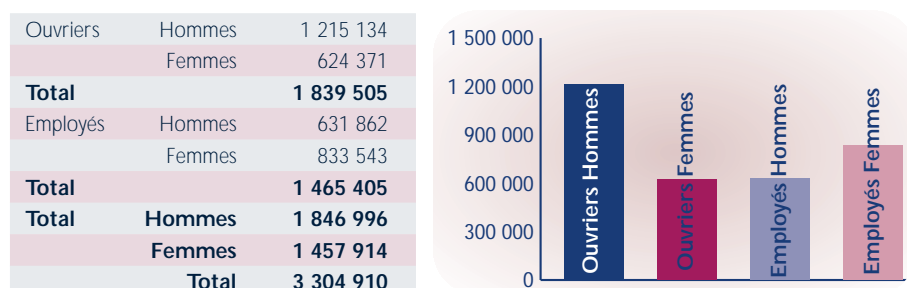 Ouvriers Hommes 1 215 134
Femmes 624 371
Total 1 839 505
Employés Hommes 631 862
Femmes 833 543
Total 1 465 405
Total Hommes 1 846 996
Femmes 1 457 914
Total 3 304 910
1 500 000
1 200 000
900 000
600 000
300 000
0
Ouvriers Hommes
Ouvriers Femmes
Employés Hommes
Employés Femmes